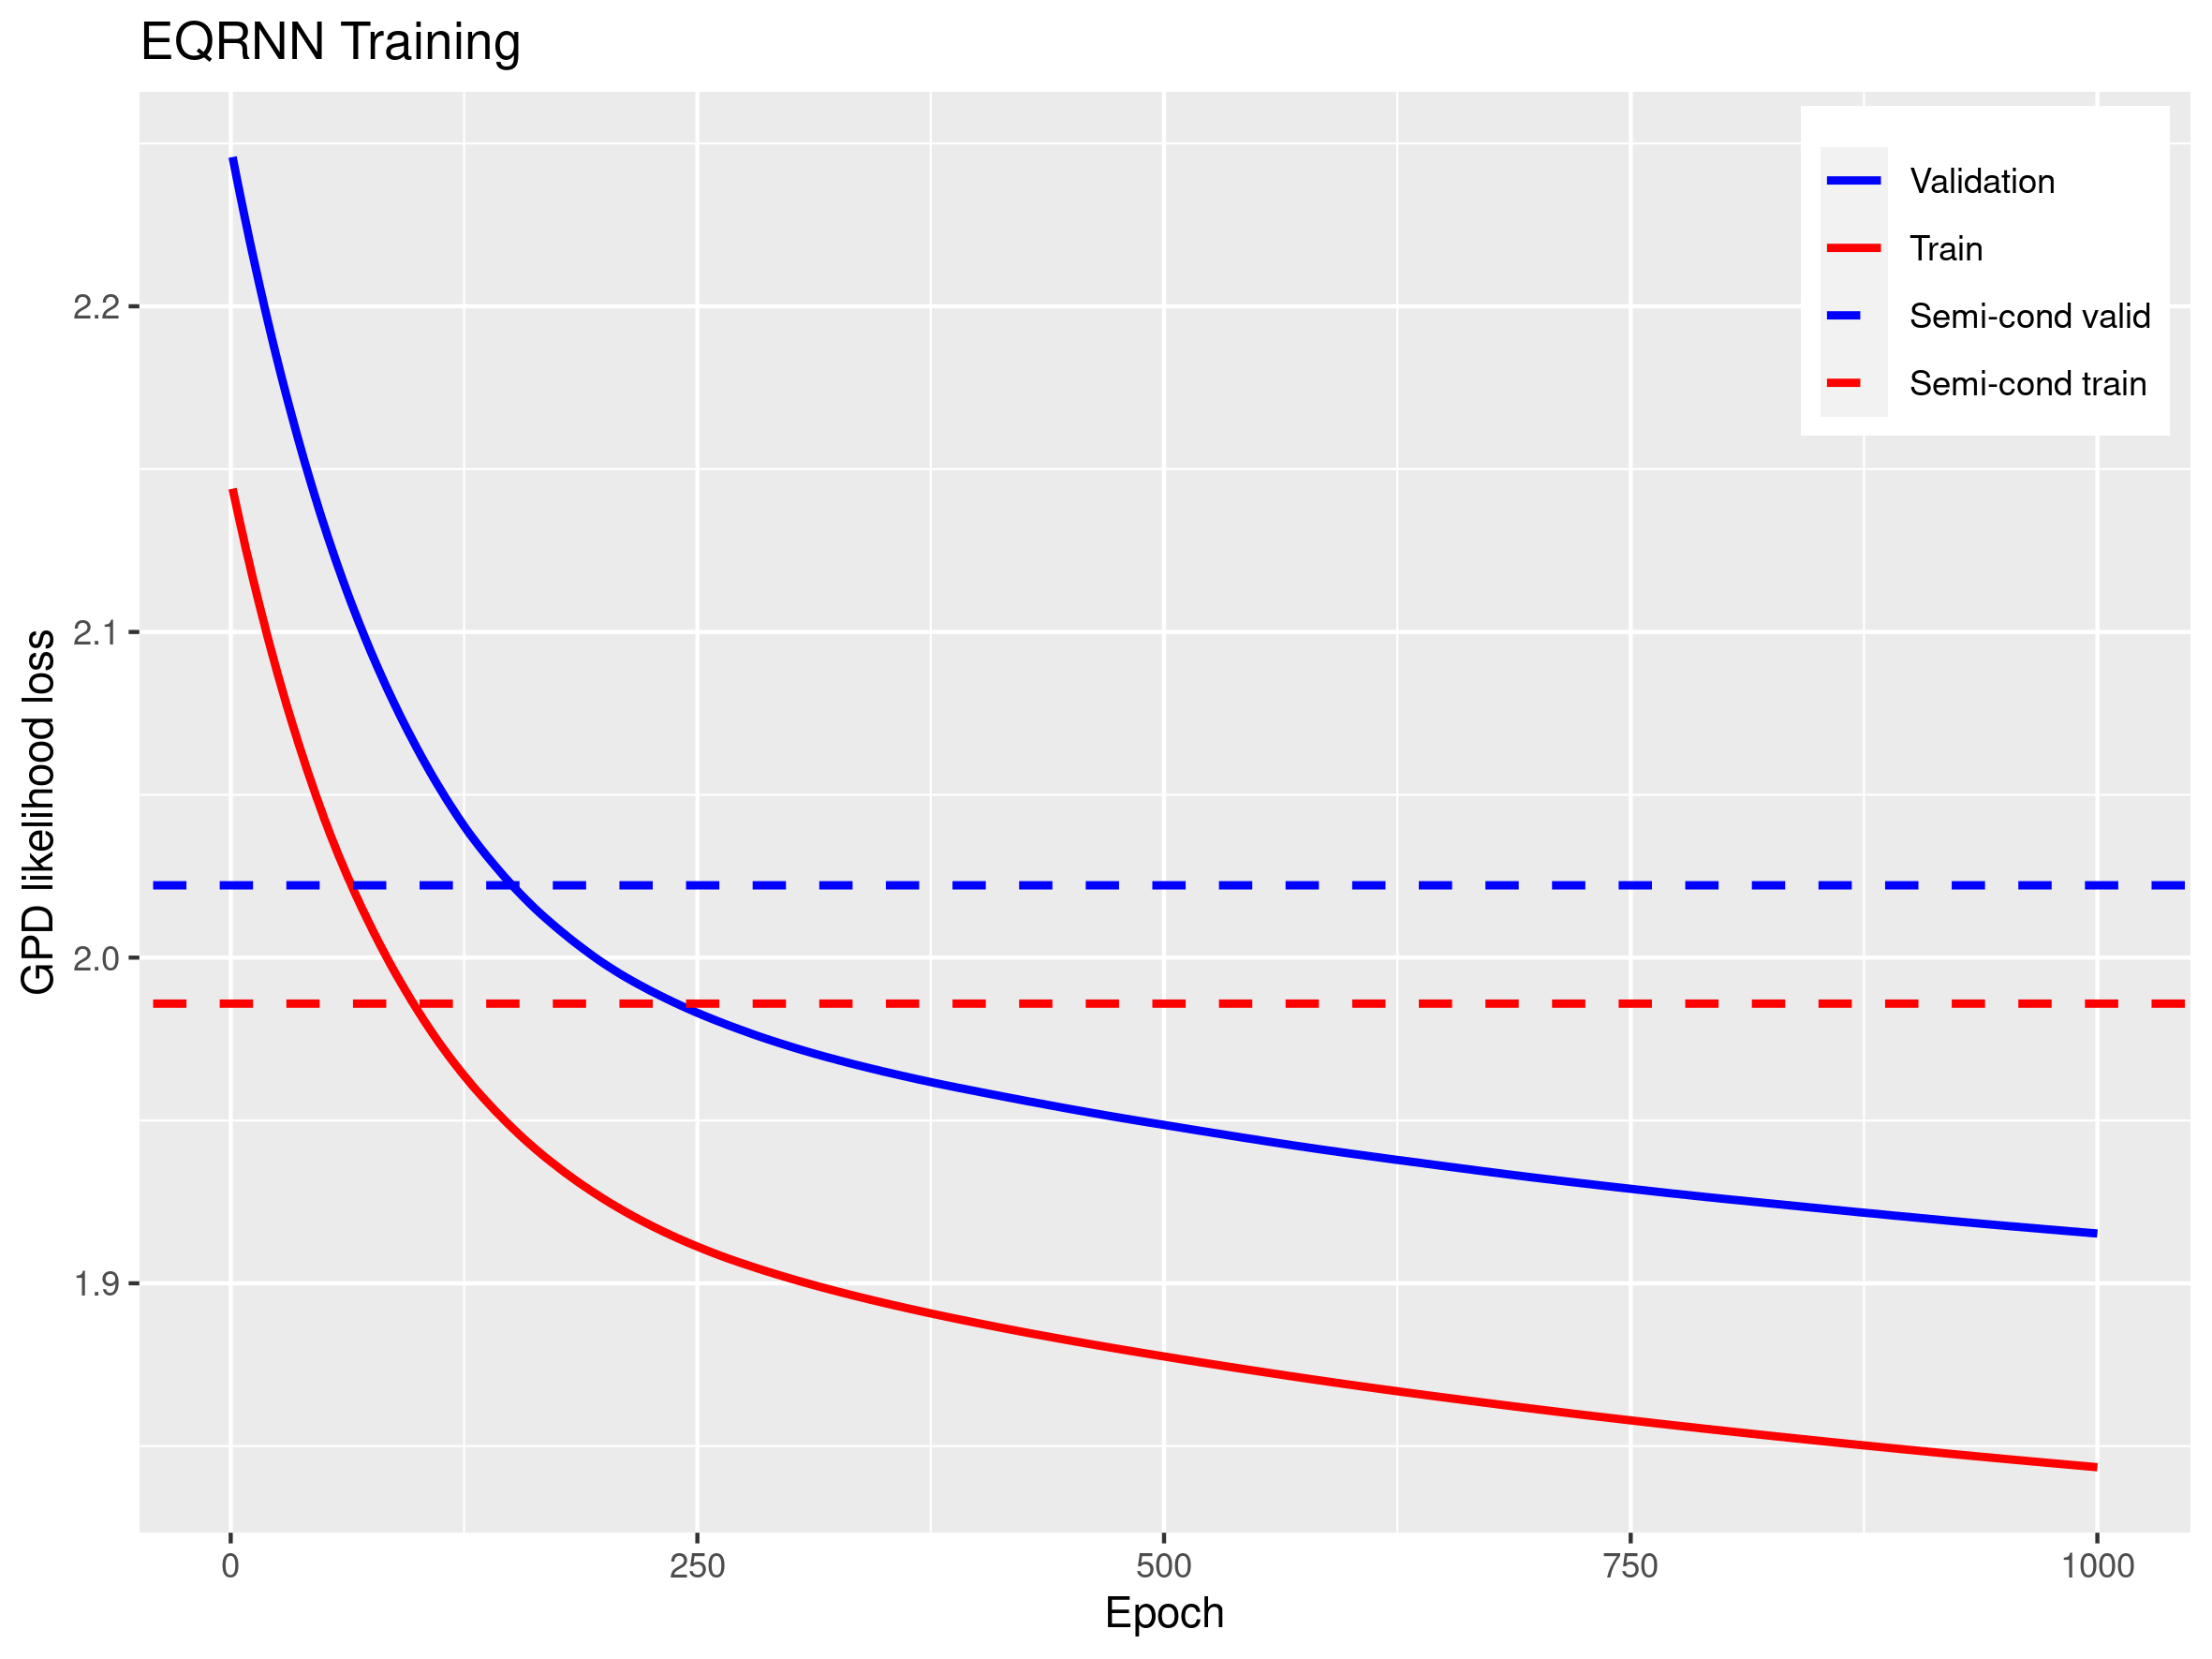 EQRNN Training
Validation
Train
Semi-cond valid
Semi-cond train
GPD likelihood loss
2.2
2.1
2.0
1.9
0 250 500 750 1000
Epoch